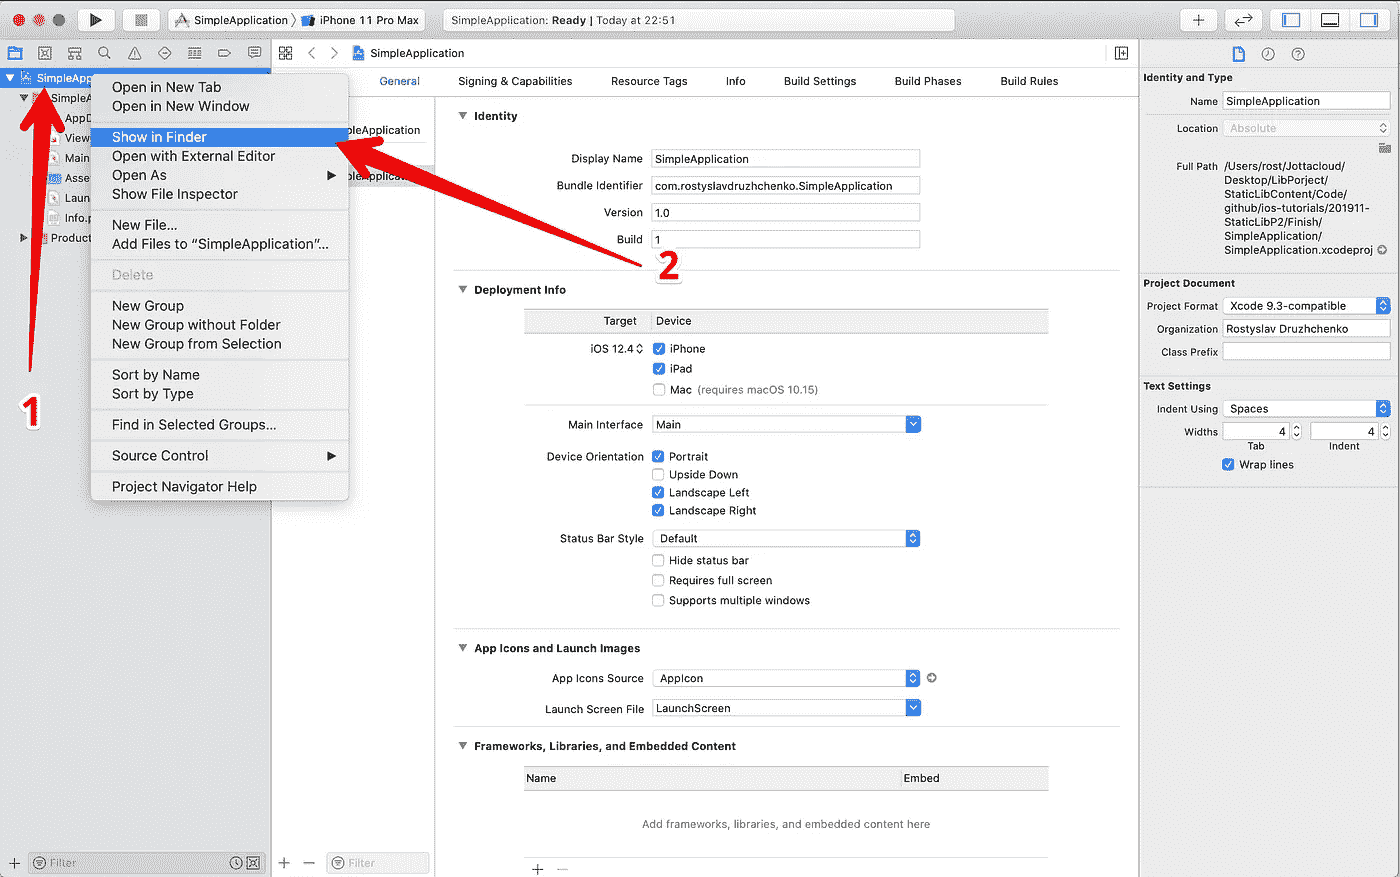 SimpleApplication
iPhone 11 Pro Max
SimpleApplication: Ready | Today at 22:51
SimpleApplication
SimpleApp
SimpleA
AppD
View
Main
Asse
Laun
Info.p
Product
Open in New Tab
Open in New Window
Show in Finder
Open with External Editor
Open As
Show File Inspector
New File...
Add Files to “SimpleApplication”...
Delete
New Group
New Group without Folder
New Group from Selection
Sort by Name
Sort by Type
Find in Selected Groups...
Source Control
Project Navigator Help
1
2
Filter
pleApplication
pleApplication
Filter
General
Signing & Capabilities
Resource Tags
Info
Build Settings
Build Phases
Build Rules
Identity
Display Name SimpleApplication
Bundle Identifier com.rostyslavdruzhchenko.SimpleApplication
Version 1.0
Build 1
Deployment Info
Target Device
iOS 12.4 iPhone
iPad
Mac (requires macOS 10.15)
Main Interface Main
Device Orientation Portrait
Upside Down
Landscape Left
Landscape Right
Status Bar Style Default
Hide status bar
Requires full screen
Supports multiple windows
App Icons and Launch Images
App Icons Source AppIcon
Launch Screen File LaunchScreen
Frameworks, Libraries, and Embedded Content
Name Embed
Add frameworks, libraries, and embedded content here
Identity and Type
Name SimpleApplication
Location Absolute
Full Path /Users/rost/Jottacloud/
Desktop/LibPorject/
StaticLibContent/Code/
github/ios-tutorials/201911-
StaticLibP2/Finish/
SimpleApplication/
SimpleApplication.xcodeproj
Project Document
Project Format Xcode 9.3-compatible
Organization Rostyslav Druzhchenko
Class Prefix
Text Settings
Indent Using Spaces
Widths 4 4
Tab Indent
Wrap lines